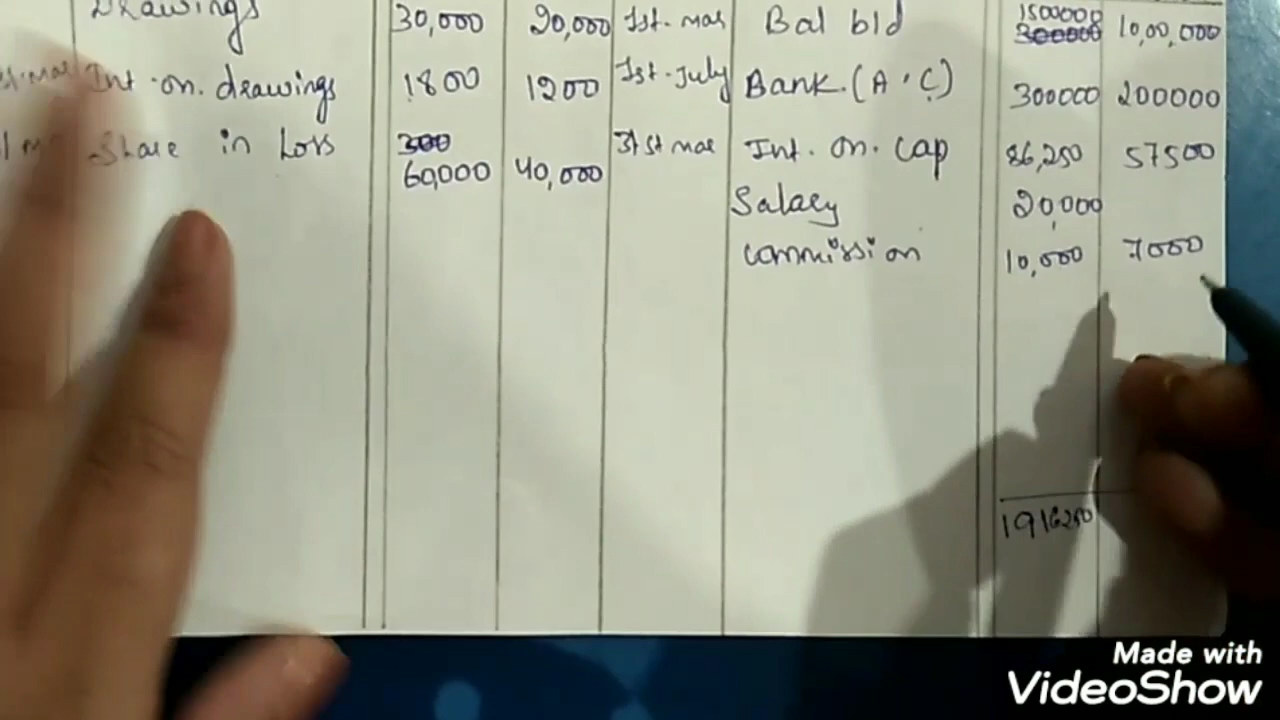 Drawings 30,000 20,000 1st. mar Bal b/d 1500000 300000 10,00,000
Int. on. drawings 1800 1200 1st. July Bank. (A.C) 300000 200000
Share in Loss 300 31st mar Int. on. Cap 86,250 57500
60,000 40,000
Salary 20,000
Commission 10,000 7000
1916250
Made with
VideoShow